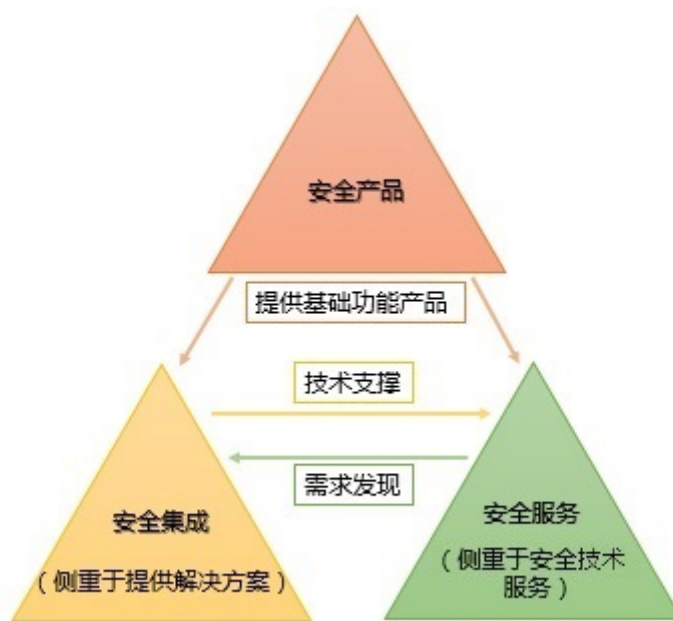 安全产品
提供基础功能产品
技术支撑
需求发现
安全集成
（侧重于提供解决方案）
安全服务
（侧重于安全技术
服务）